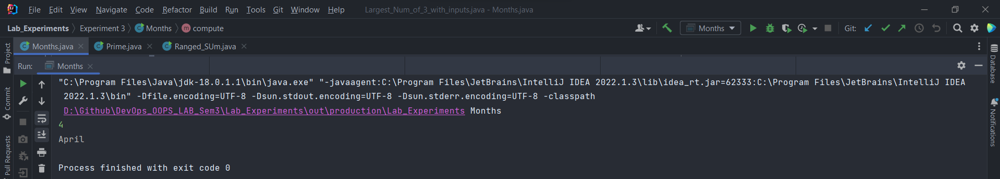 File Edit View Navigate Code Refactor Build Run Tools Git Window Help Largest_Num_of_3_with_inputs.java - Months.java
Lab_Experiments Experiment 3 Months compute Months Git:
Months.java Prime.java Ranged_SUm.java
Run: Months
"C:\Program Files\Java\jdk-18.0.1.1\bin\java.exe" "-javaagent:C:\Program Files\JetBrains\IntelliJ IDEA 2022.1.3\lib\idea_rt.jar=62333:C:\Program Files\JetBrains\IntelliJ IDEA
2022.1.3\bin" -Dfile.encoding=UTF-8 -Dsun.stdout.encoding=UTF-8 -Dsun.stderr.encoding=UTF-8 -classpath
D:\Github\DevOps_OOPS_LAB_Sem3\Lab_Experiments\out\production\Lab_Experiments Months
4
April
Process finished with exit code 0
Project
Commit
Pull Requests
Database
Notifications